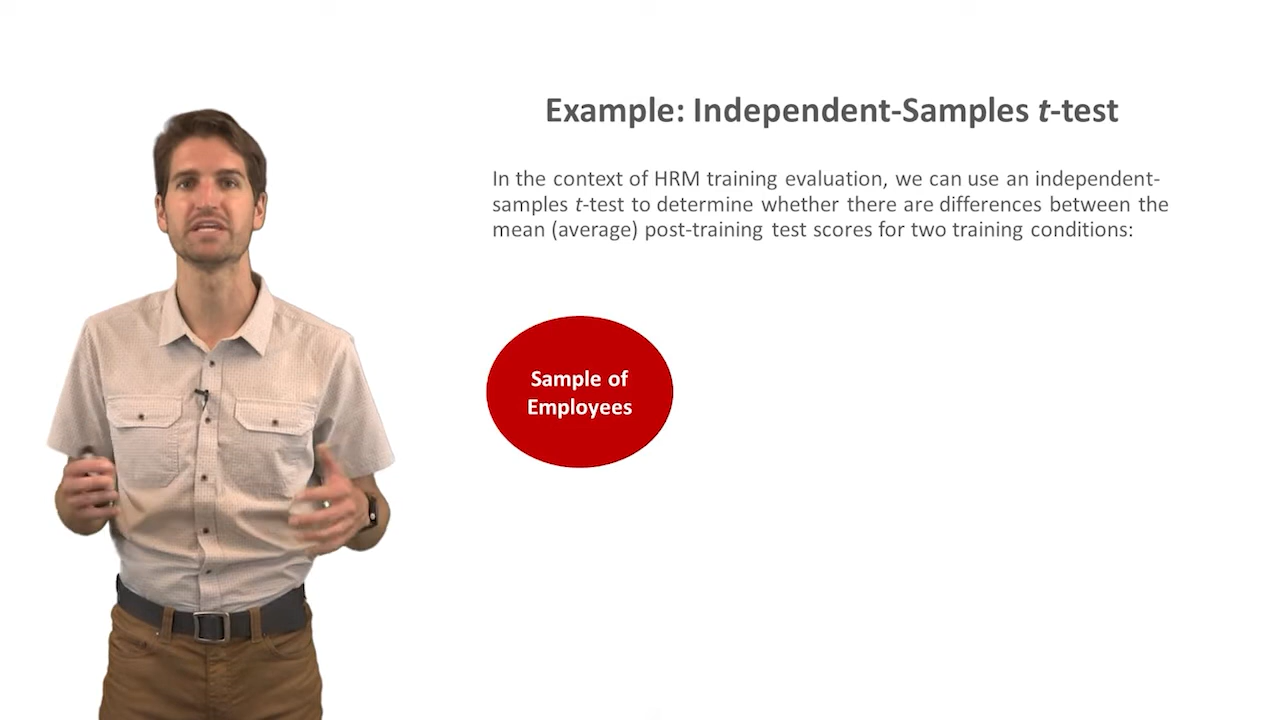 Example: Independent-Samples t-test
In the context of HRM training evaluation, we can use an independent-
samples t-test to determine whether there are differences between the
mean (average) post-training test scores for two training conditions:
Sample of
Employees